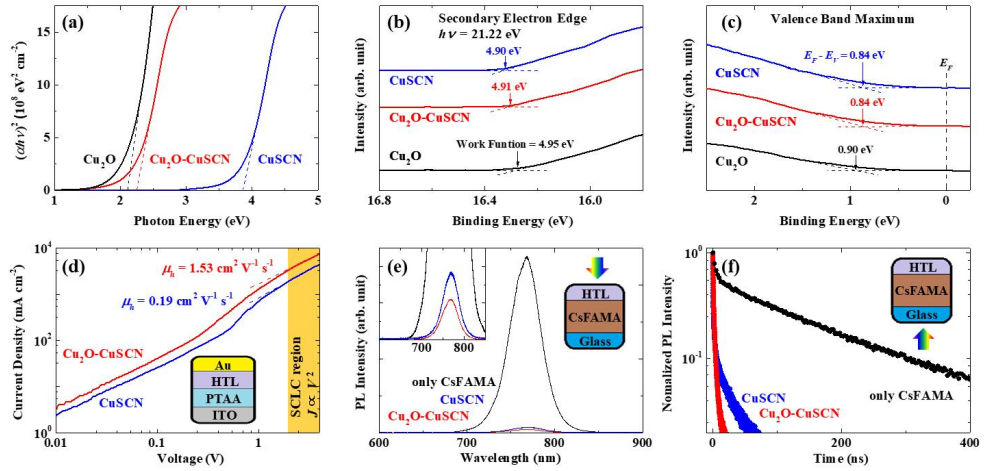 (a)
(αhν)² (10⁸ eV² cm⁻²)
15
10
5
0
Cu₂O
Cu₂O-CuSCN
CuSCN
1 2 3 4 5
Photon Energy (eV)
(b)
Secondary Electron Edge
hν = 21.22 eV
Intensity (arb. unit)
4.90 eV
CuSCN
4.91 eV
Cu₂O-CuSCN
Work Funtion = 4.95 eV
Cu₂O
16.8 16.4 16.0
Binding Energy (eV)
(c)
Valence Band Maximum
Intensity (arb. unit)
E_F
E_F - E_V = 0.84 eV
CuSCN
0.84 eV
Cu₂O-CuSCN
0.90 eV
Cu₂O
2 1 0
Binding Energy (eV)
(d)
Current Density (mA cm⁻²)
10⁴
10²
10⁰
μ_h = 1.53 cm² V⁻¹ s⁻¹
μ_h = 0.19 cm² V⁻¹ s⁻¹
Cu₂O-CuSCN
CuSCN
Au
HTL
PTAA
ITO
SCLC region
J ∝ V²
0.01 0.1 1
Voltage (V)
(e)
PL Intensity (arb. unit)
700 800
HTL
CsFAMA
Glass
only CsFAMA
CuSCN
Cu₂O-CuSCN
600 700 800 900
Wavelength (nm)
(f)
Nomalized PL Intensity
10⁰
10⁻¹
HTL
CsFAMA
Glass
only CsFAMA
CuSCN
Cu₂O-CuSCN
0 200 400
Time (ns)